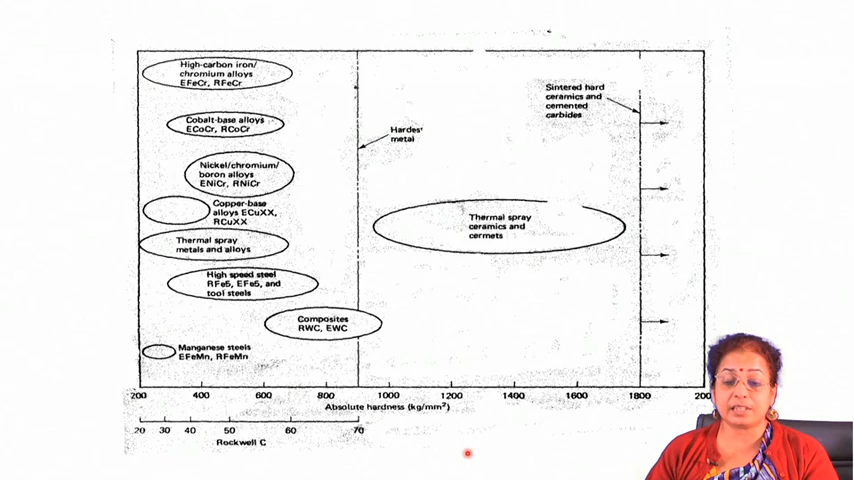 High-carbon iron/
chromium alloys
EFeCr, RFeCr
Cobalt-base alloys
ECoCr, RCoCr
Nickel/chromium/
boron alloys
ENiCr, RNiCr
Copper-base
alloys ECuXX,
RCuXX
Thermal spray
metals and alloys
High speed steel
RFe5, EFe5, and
tool steels
Composites
RWC, EWC
Manganese steels
EFeMn, RFeMn
Hardest
metal
Thermal spray
ceramics and
cermets
Sintered hard
ceramics and
cemented
carbides
200 400 600 800 1000 1200 1400 1600 1800 200
Absolute hardness (kg/mm²)
20 30 40 50 60 70
Rockwell C